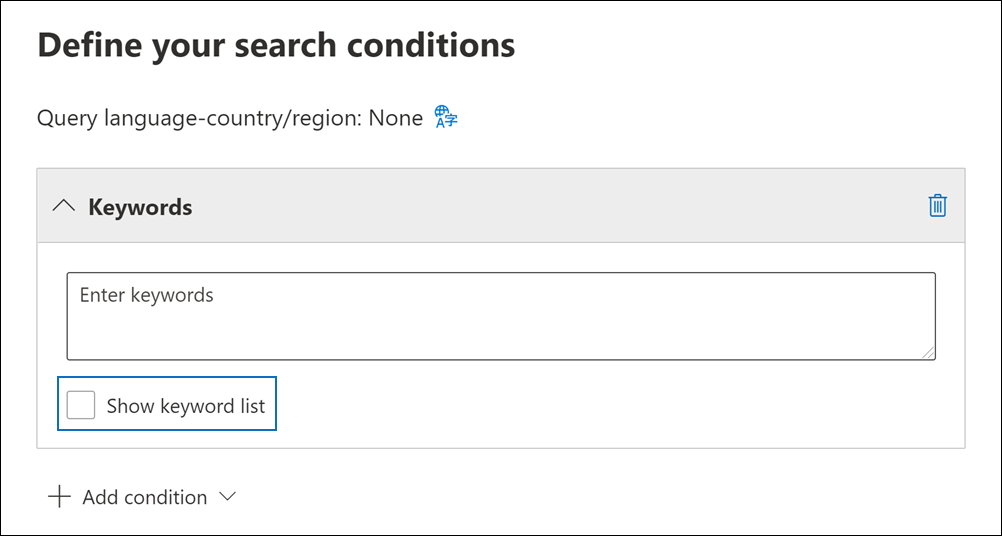 Define your search conditions
Query language-country/region: None
Keywords
Enter keywords
Show keyword list
Add condition